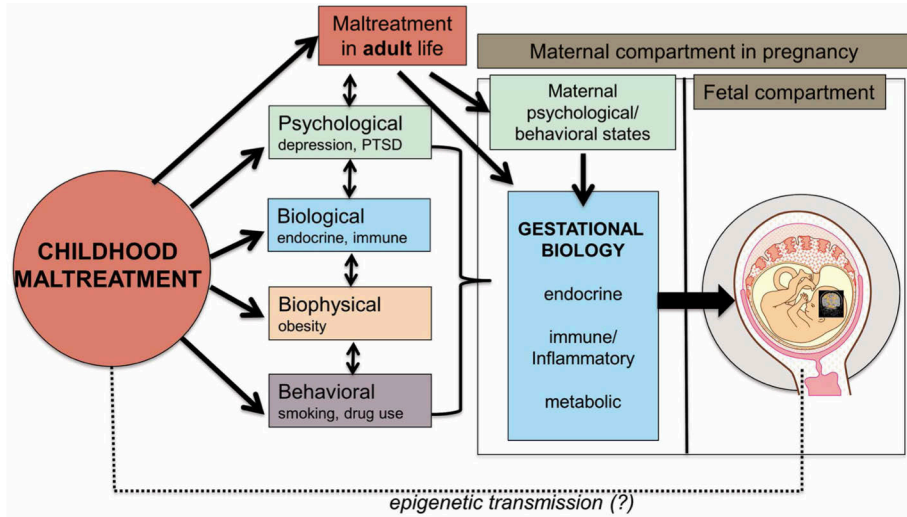 Maltreatment
in adult life
Maternal compartment in pregnancy
Maternal
psychological/
behavioral states
Fetal compartment
Psychological
depression, PTSD
Biological
endocrine, immune
GESTATIONAL
BIOLOGY
CHILDHOOD
MALTREATMENT
endocrine
Biophysical
obesity
immune/
Inflammatory
Behavioral
smoking, drug use
metabolic
epigenetic transmission (?)